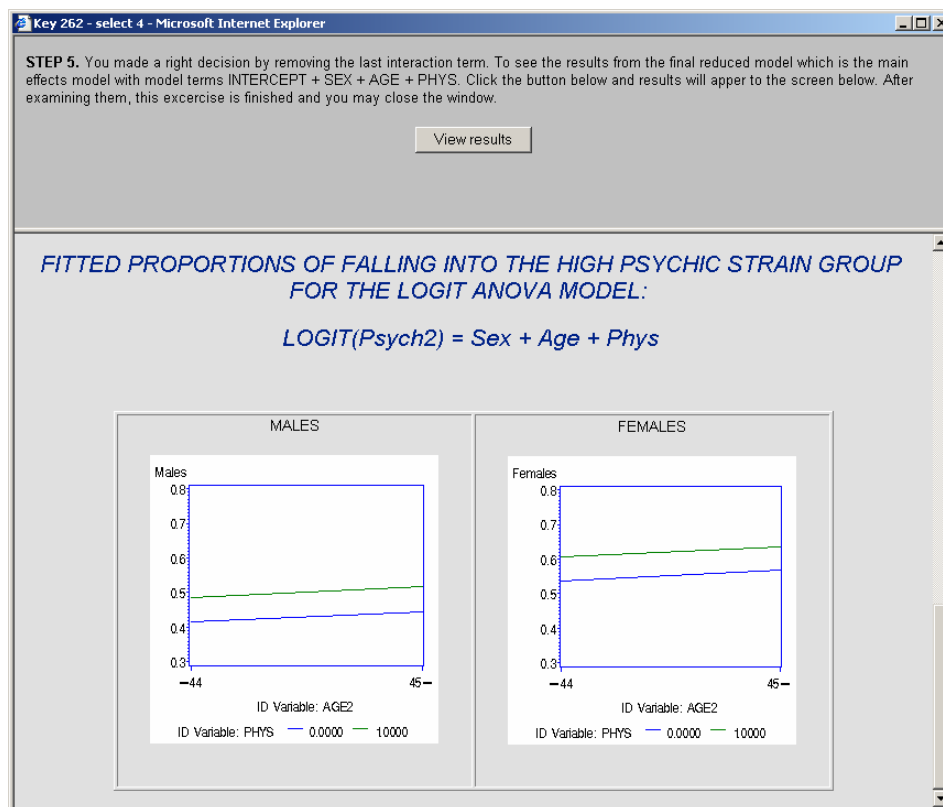 Key 262 - select 4 - Microsoft Internet Explorer
STEP 5. You made a right decision by removing the last interaction term. To see the results from the final reduced model which is the main
effects model with model terms INTERCEPT + SEX + AGE + PHYS. Click the button below and results will apper to the screen below. After
examining them, this excercise is finished and you may close the window.
View results
FITTED PROPORTIONS OF FALLING INTO THE HIGH PSYCHIC STRAIN GROUP
FOR THE LOGIT ANOVA MODEL:
LOGIT(Psych2) = Sex + Age + Phys
MALES
Males
0.8
0.7
0.6
0.5
0.4
0.3
−44 45−
ID Variable: AGE2
ID Variable: PHYS 0.0000 10000
FEMALES
Females
0.8
0.7
0.6
0.5
0.4
0.3
−44 45−
ID Variable: AGE2
ID Variable: PHYS 0.0000 10000